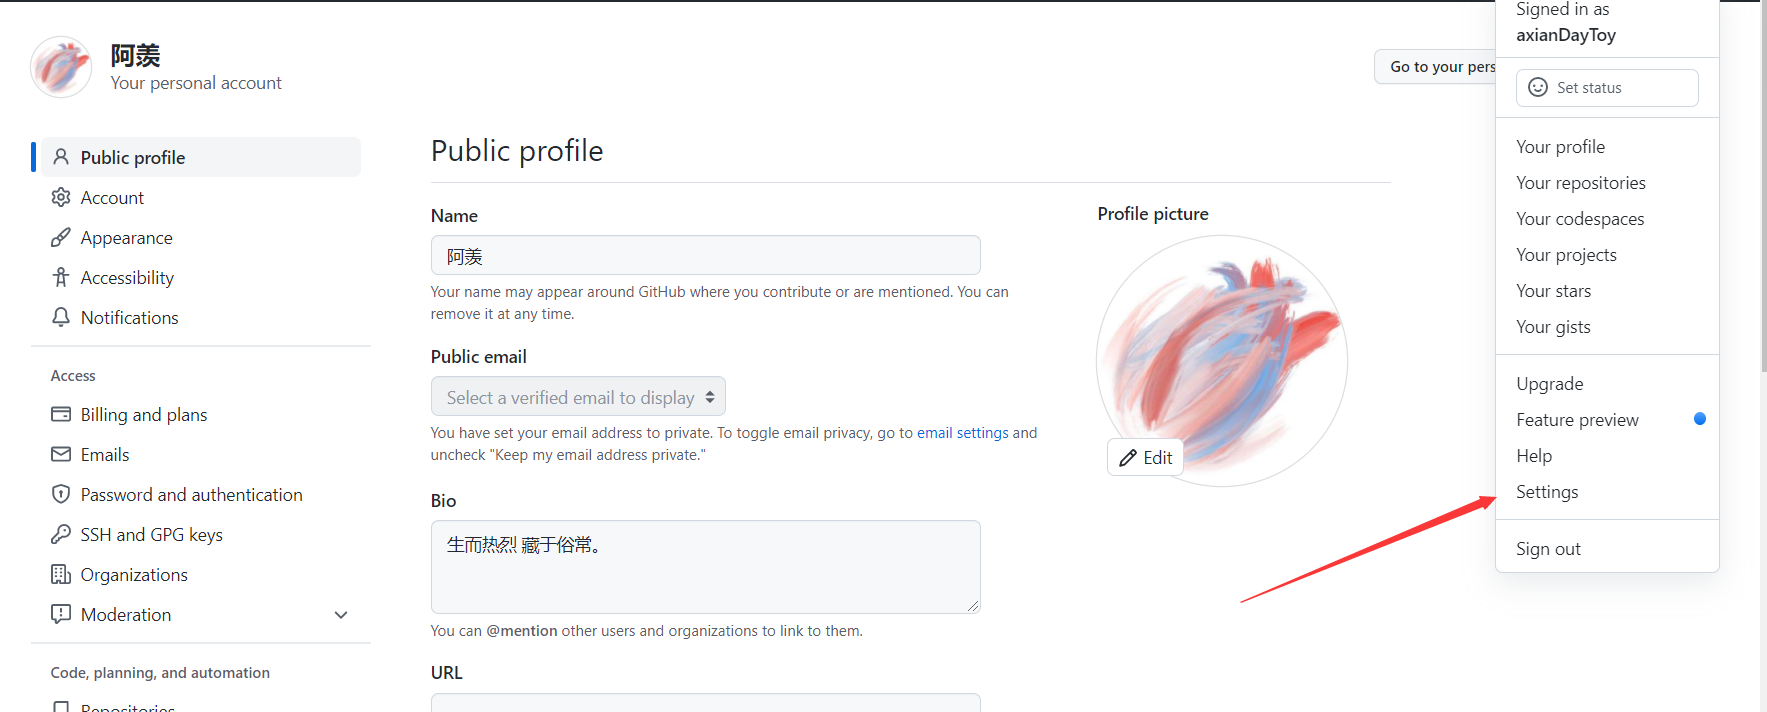 阿羡
Your personal account
Go to your pers
Signed in as
axianDayToy
Set status
Your profile
Your repositories
Your codespaces
Your projects
Your stars
Your gists
Upgrade
Feature preview
Help
Settings
Sign out
Public profile
Account
Appearance
Accessibility
Notifications
Access
Billing and plans
Emails
Password and authentication
SSH and GPG keys
Organizations
Moderation
Code, planning, and automation
Repositories
Public profile
Name
阿羡
Your name may appear around GitHub where you contribute or are mentioned. You can
remove it at any time.
Public email
Select a verified email to display
You have set your email address to private. To toggle email privacy, go to email settings and
uncheck "Keep my email address private."
Bio
生而热烈 藏于俗常。
You can @mention other users and organizations to link to them.
URL
Profile picture
Edit